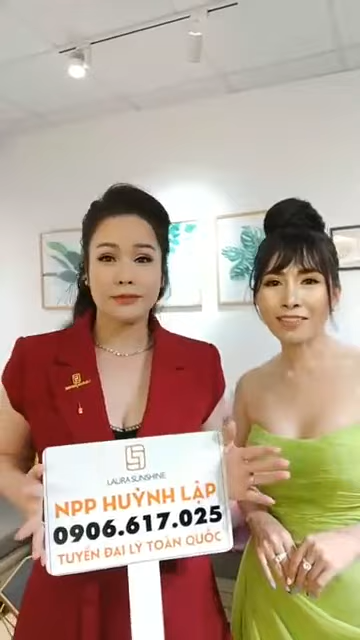 LAURA SUNSHINE
NPP HUỲNH LẬP
0906.617.025
TUYỂN ĐẠI LÝ TOÀN QUỐC